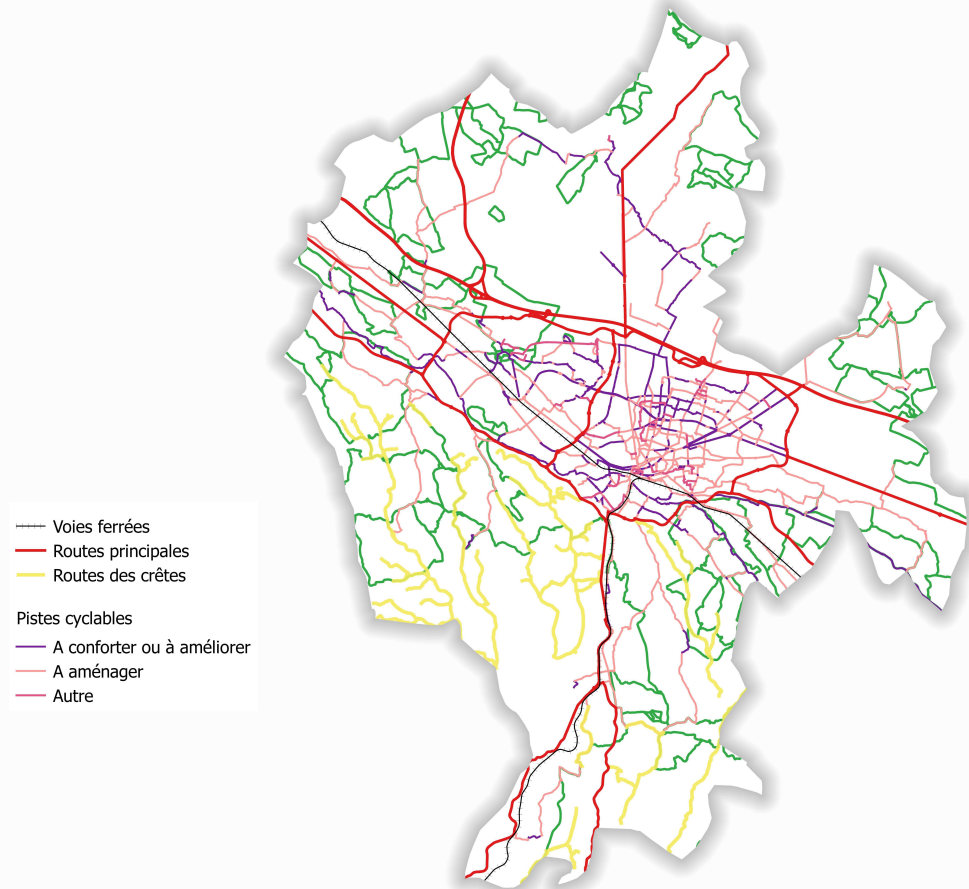 Voies ferrées
Routes principales
Routes des crêtes
Pistes cyclables
A conforter ou à améliorer
A aménager
Autre